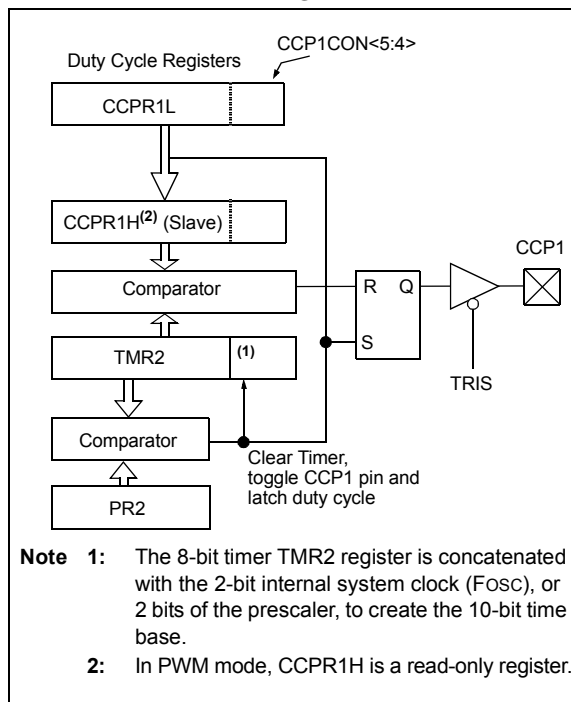 CCP1CON<5:4>
Duty Cycle Registers
CCPR1L
CCPR1H(2) (Slave)
CCP1
Comparator
R Q
S
TMR2 (1)
TRIS
Comparator
Clear Timer,
toggle CCP1 pin and
latch duty cycle
PR2
Note 1: The 8-bit timer TMR2 register is concatenated
with the 2-bit internal system clock (FOSC), or
2 bits of the prescaler, to create the 10-bit time
base.
2: In PWM mode, CCPR1H is a read-only register.